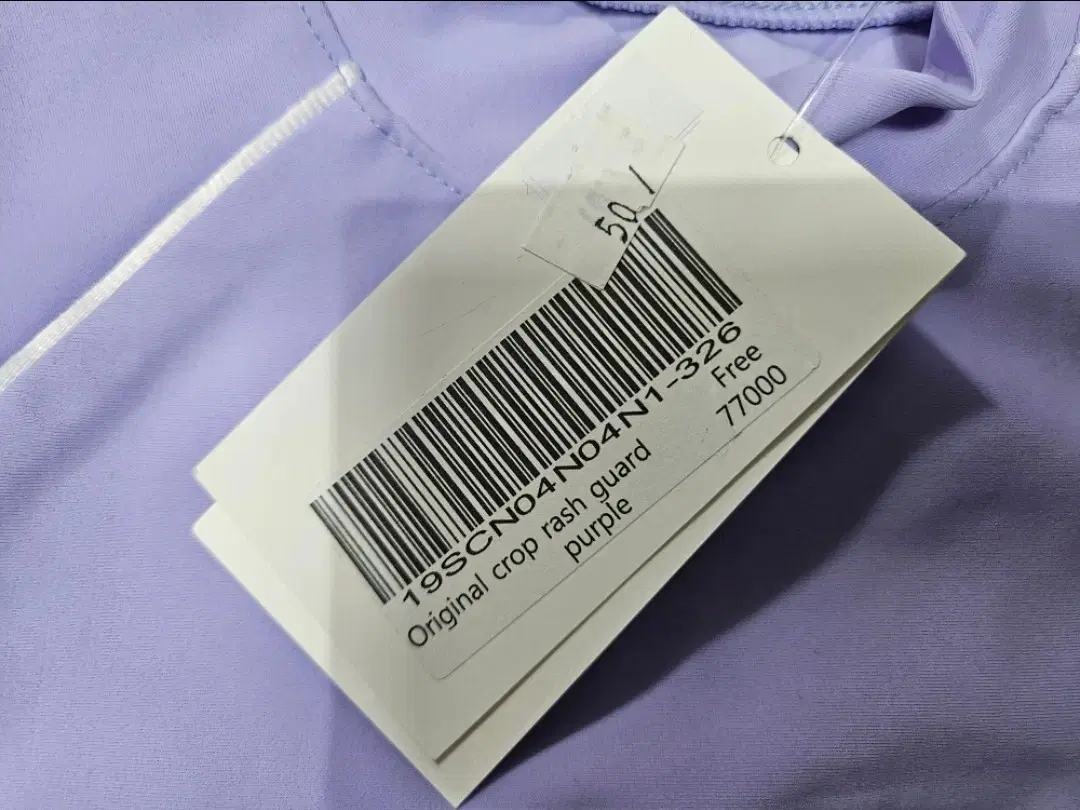 50
19SCN04N04N1-326
Free
Original crop rash guard
77000
purple